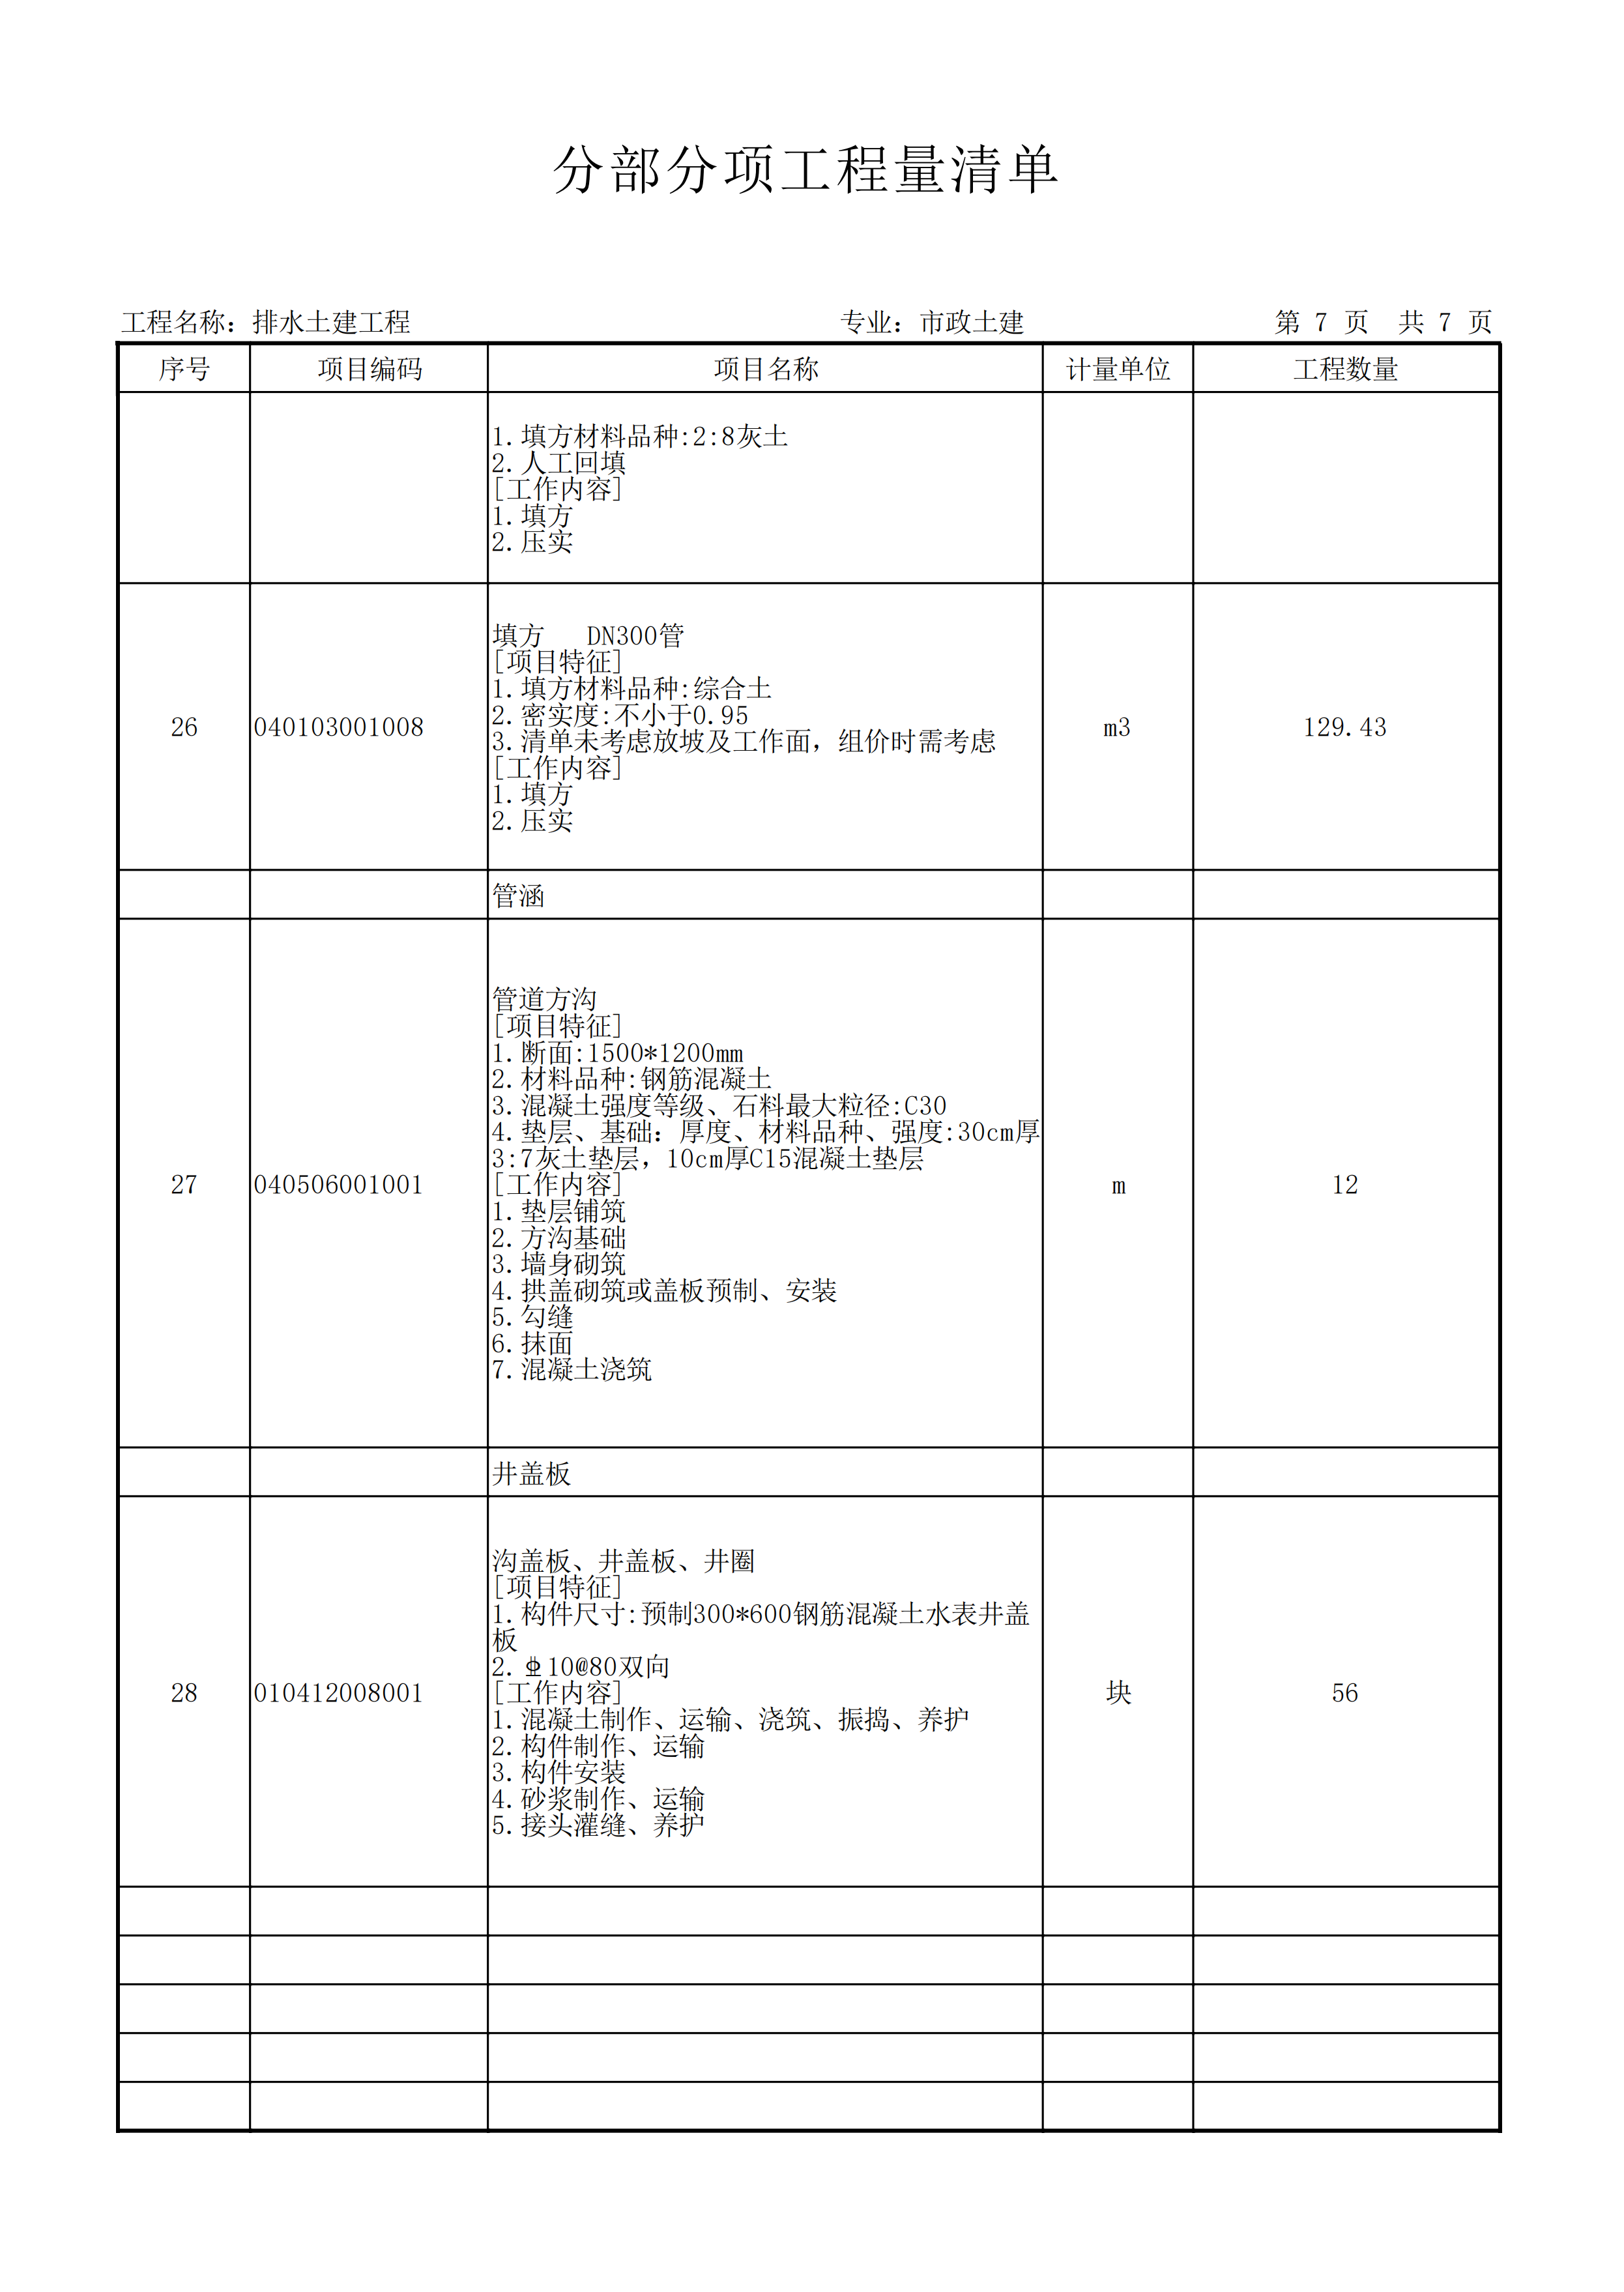 分部分项工程量清单
工程名称：排水土建工程 专业：市政土建 第 7 页 共 7 页
序号 项目编码 项目名称 计量单位 工程数量
1.填方材料品种:2:8灰土
2.人工回填
[工作内容]
1.填方
2.压实
填方 DN300管
[项目特征]
1.填方材料品种:综合土
2.密实度:不小于0.95
3.清单未考虑放坡及工作面，组价时需考虑
[工作内容]
1.填方
2.压实
26 040103001008 m3 129.43
管涵
管道方沟
[项目特征]
1.断面:1500*1200mm
2.材料品种:钢筋混凝土
3.混凝土强度等级、石料最大粒径:C30
4.垫层、基础：厚度、材料品种、强度:30cm厚
3:7灰土垫层，10cm厚C15混凝土垫层
[工作内容]
1.垫层铺筑
2.方沟基础
3.墙身砌筑
4.拱盖砌筑或盖板预制、安装
5.勾缝
6.抹面
7.混凝土浇筑
27 040506001001 m 12
井盖板
沟盖板、井盖板、井圈
[项目特征]
1.构件尺寸:预制300*600钢筋混凝土水表井盖
板
2. 10@80双向
[工作内容]
1.混凝土制作、运输、浇筑、振捣、养护
2.构件制作、运输
3.构件安装
4.砂浆制作、运输
5.接头灌缝、养护
28 010412008001 块 56